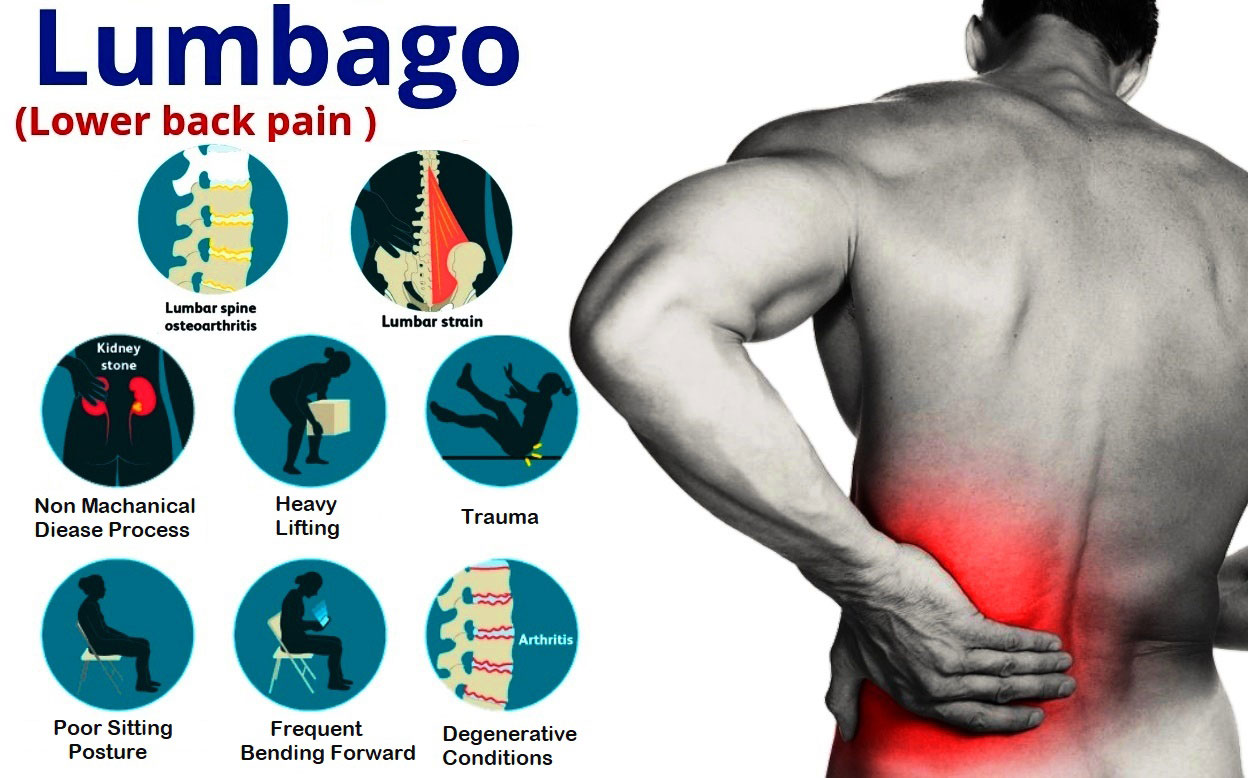 Lumbago
(Lower back pain )
Lumbar spine
osteoarthritis
Lumbar strain
Kidney
stone
Non Machanical
Diease Process
Heavy
Lifting
Trauma
Poor Sitting
Posture
Frequent
Bending Forward
Arthritis
Degenerative
Conditions